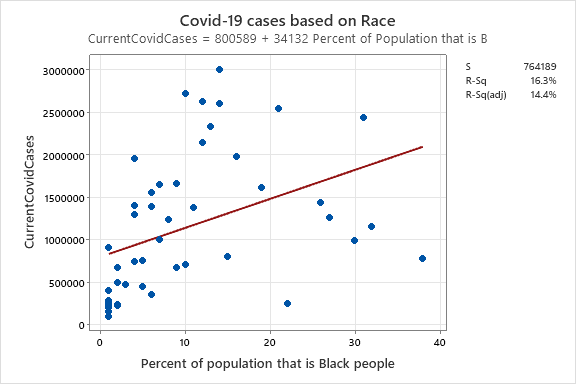 Covid-19 cases based on Race
CurrentCovidCases = 800589 + 34132 Percent of Population that is B
S 764189
R-Sq 16.3%
R-Sq(adj) 14.4%
3000000
2500000
2000000
1500000
1000000
500000
0
CurrentCovidCases
0 10 20 30 40
Percent of population that is Black people